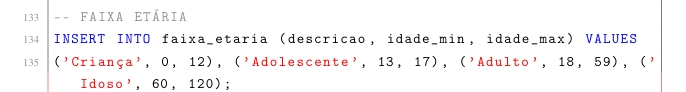 133 -- FAIXA ETÁRIA
134 INSERT INTO faixa_etaria (descricao, idade_min, idade_max) VALUES
135 ('Criança', 0, 12), ('Adolescente', 13, 17), ('Adulto', 18, 59), ('
Idoso', 60, 120);